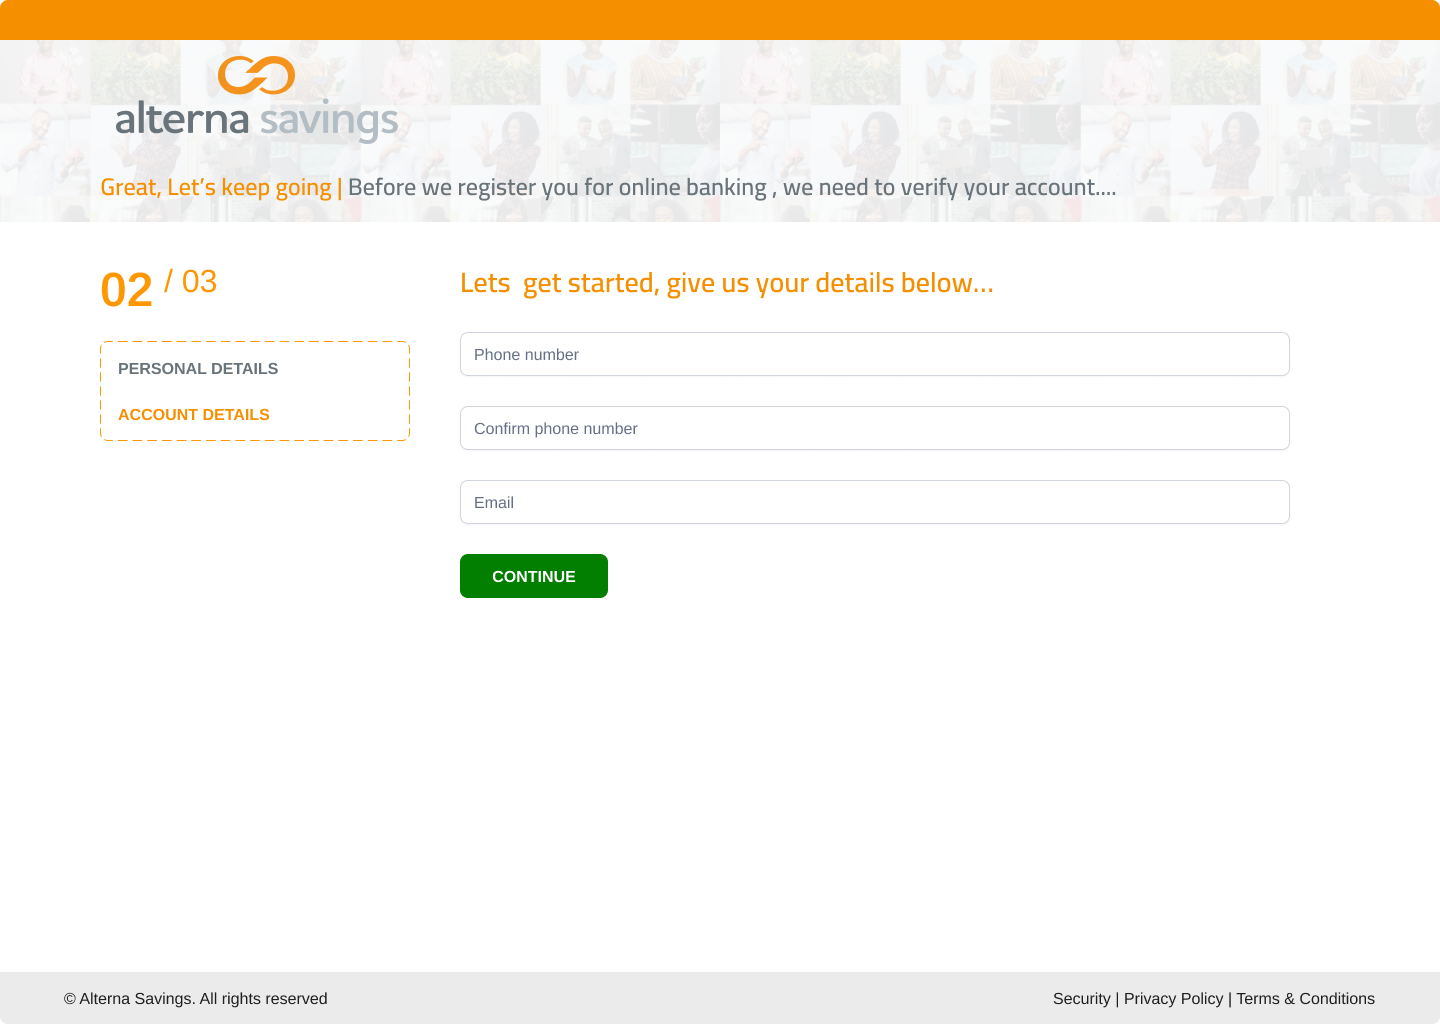 alterna savings
Great, Let’s keep going | Before we register you for online banking , we need to verify your account....
02 / 03
PERSONAL DETAILS
ACCOUNT DETAILS
Lets  get started, give us your details below...
Phone number
Confirm phone number
Email
CONTINUE
© Alterna Savings. All rights reserved
Security | Privacy Policy | Terms & Conditions